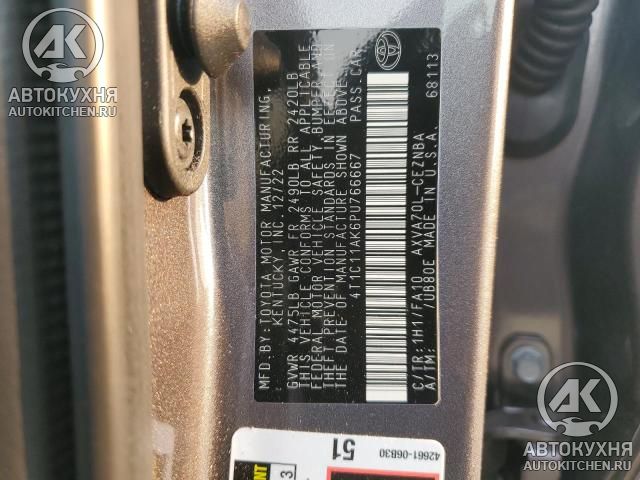 MFD.BY:TOYOTA MOTOR MANUFACTURING,
KENTUCKY, INC. 12/22
GVWR 4475LB GAWR FR 2490LB RR 2420LB
THIS VEHICLE CONFORMS TO ALL APPLICABLE
FEDERAL MOTOR VEHICLE SAFETY, BUMPER, AND
THEFT PREVENTION STANDARDS IN EFFECT ON
THE DATE OF MANUFACTURE SHOWN ABOVE.
4T1C11AK6PU766667 PASS.CAR
C/TR:1H1/FA10 AXVA70L-CEZNBA
A/TM: /UB80E MADE IN U.S.A. 68113
51
42661-06B30
3
AK
АВТОКУХНЯ
AUTOKITCHEN.RU
AK
АВТОКУХНЯ
AUTOKITCHEN.RU